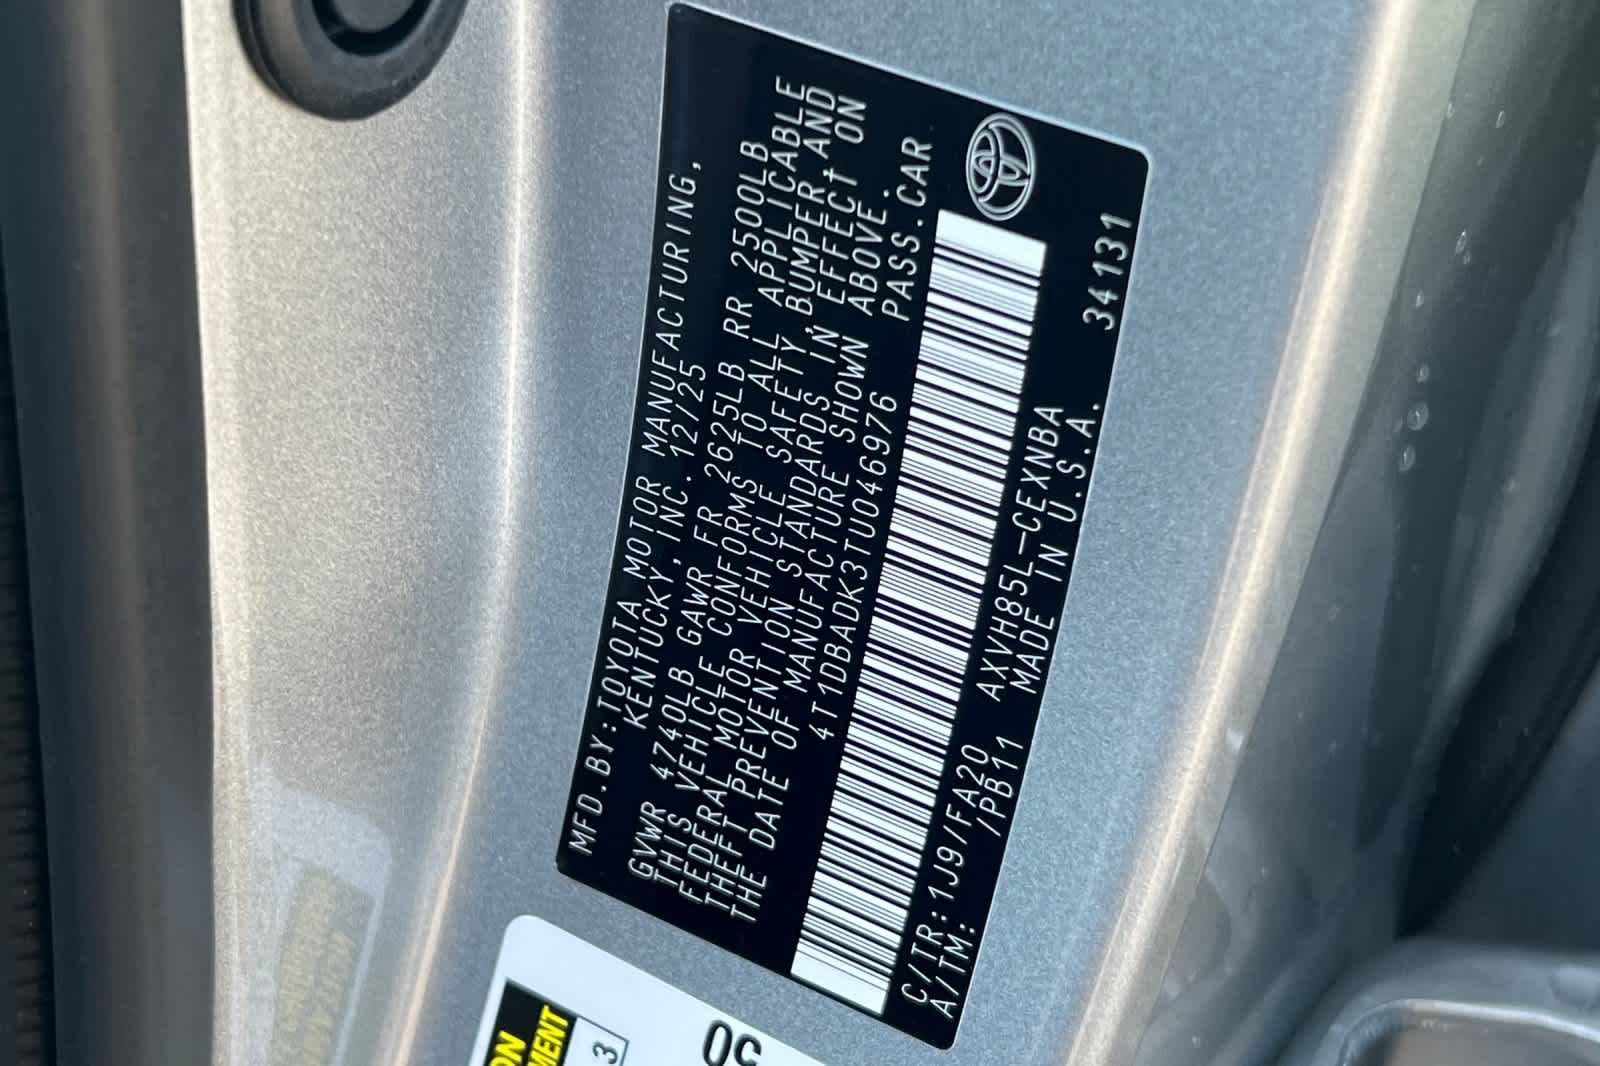 MFD.BY:TOYOTA MOTOR MANUFACTURING,
KENTUCKY, INC. 12/25
GVWR 4740LB GAWR FR 2625LB RR 2500LB
THIS VEHICLE CONFORMS TO ALL APPLICABLE
FEDERAL MOTOR VEHICLE SAFETY,BUMPER AND
THEFT PREVENTION STANDARDS IN EFFECT ON
THE DATE OF MANUFACTURE SHOWN ABOVE.
4T1DBADK3TU046976 PASS.CAR
C/TR:1J9/FA20 AXVH85L-CEXNBA
A/TM: /PB11 MADE IN U.S.A. 34131
3